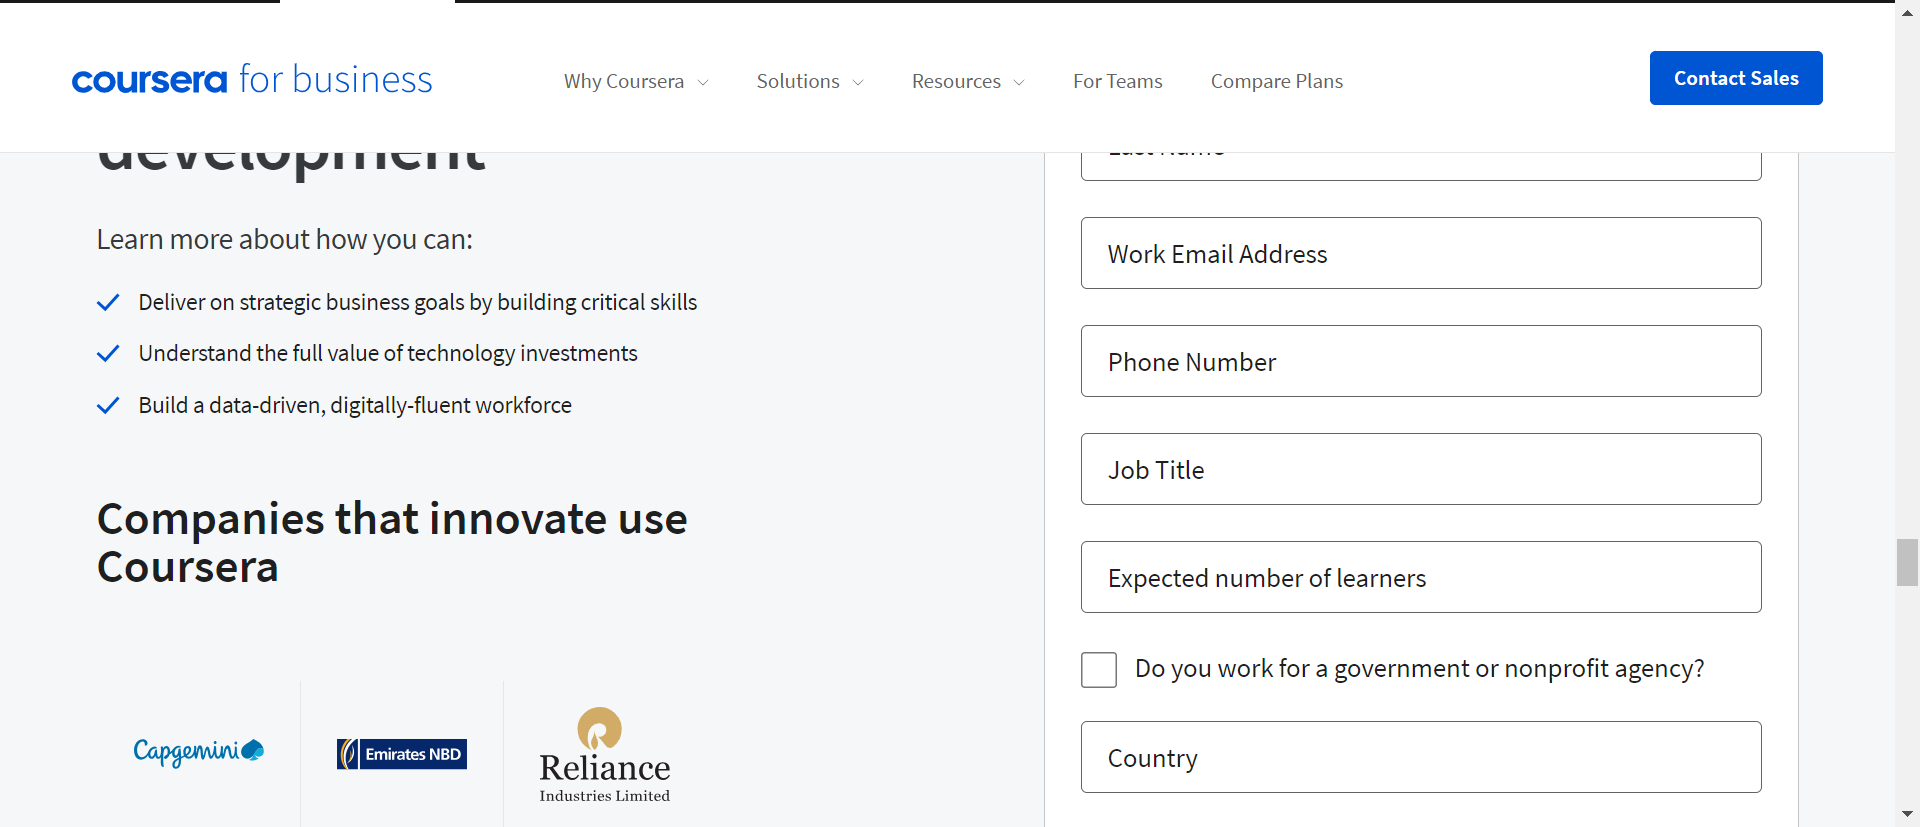 coursera for business
Why Coursera
Solutions
Resources
For Teams
Compare Plans
Contact Sales
development
Learn more about how you can:
Deliver on strategic business goals by building critical skills
Understand the full value of technology investments
Build a data-driven, digitally-fluent workforce
Companies that innovate use
Coursera
Capgemini
Emirates NBD
Reliance
Industries Limited
Last Name
Work Email Address
Phone Number
Job Title
Expected number of learners
Do you work for a government or nonprofit agency?
Country